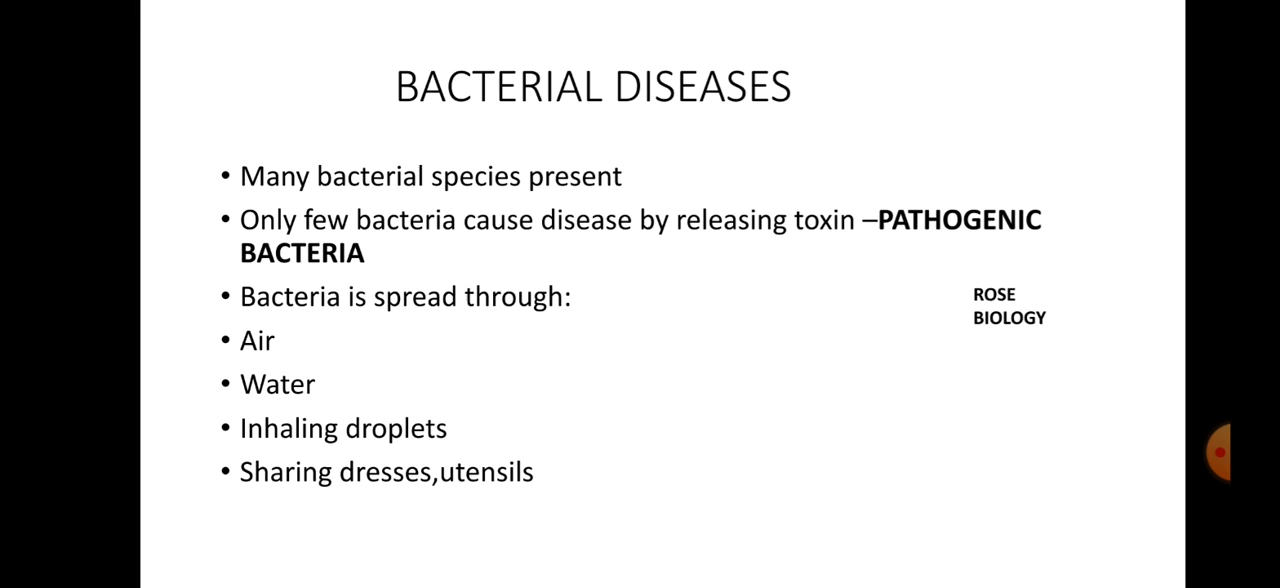 BACTERIAL DISEASES
• Many bacterial species present
• Only few bacteria cause disease by releasing toxin –PATHOGENIC
BACTERIA
• Bacteria is spread through:
• Air
• Water
• Inhaling droplets
• Sharing dresses,utensils
ROSE
BIOLOGY